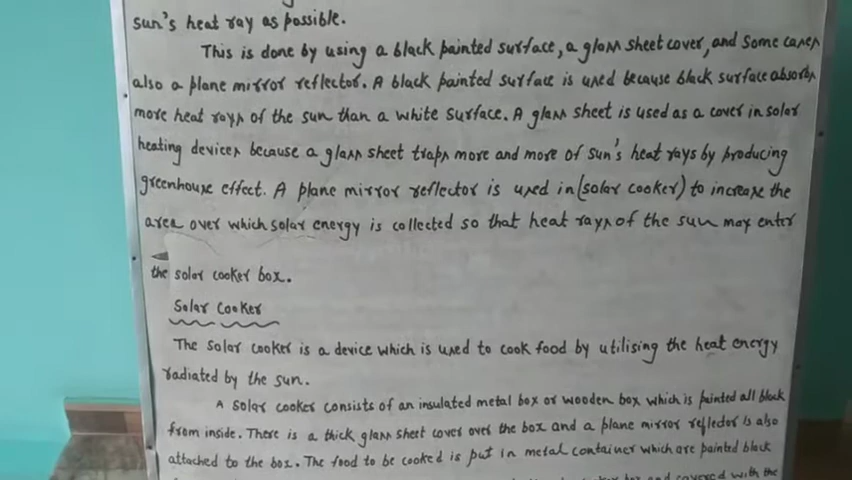 sun's heat ray as possible.
This is done by using a black painted surface, a glass sheet cover, and some cases
also a plane mirror reflector. A black painted surface is used because black surface absorbs
more heat rays of the sun than a white surface. A glass sheet is used as a cover in solar
heating devices because a glass sheet traps more and more of sun's heat rays by producing
greenhouse effect. A plane mirror reflector is used in (solar cooker) to increase the
area over which solar energy is collected so that heat rays of the sun may enter
the solar cooker box.
Solar Cooker
The solar cooker is a device which is used to cook food by utilising the heat energy
radiated by the sun.
A solar cooker consists of an insulated metal box or wooden box which is painted all black
from inside. There is a thick glass sheet cover over the box and a plane mirror reflector is also
attached to the box. The food to be cooked is put in metal container which are painted black
box and covered with the